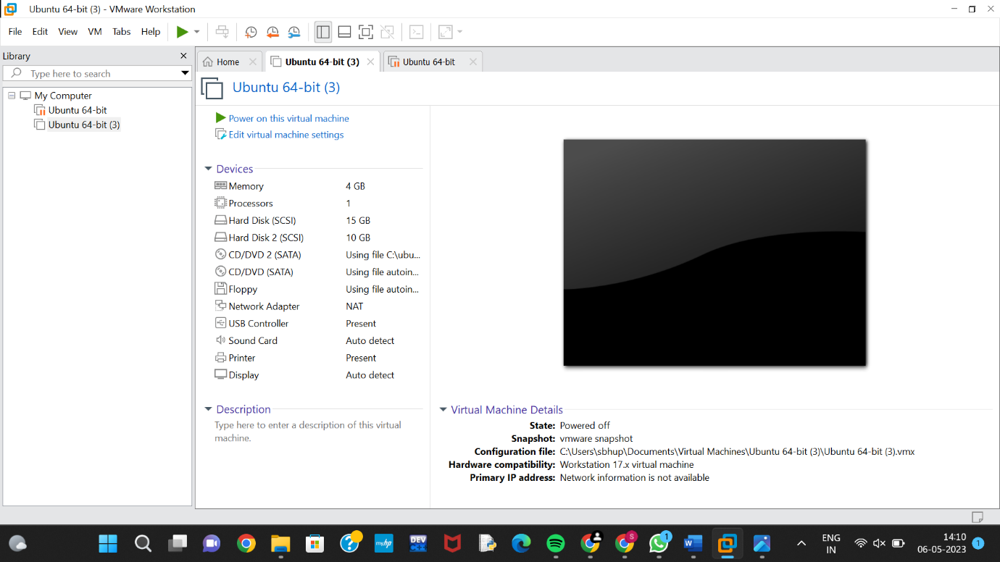 Ubuntu 64-bit (3) - VMware Workstation
File Edit View VM Tabs Help
Library
Type here to search
My Computer
Ubuntu 64-bit
Ubuntu 64-bit (3)
Home Ubuntu 64-bit (3) Ubuntu 64-bit
Ubuntu 64-bit (3)
Power on this virtual machine
Edit virtual machine settings
Devices
Memory 4 GB
Processors 1
Hard Disk (SCSI) 15 GB
Hard Disk 2 (SCSI) 10 GB
CD/DVD 2 (SATA) Using file C:\ubu...
CD/DVD (SATA) Using file autoin...
Floppy Using file autoin...
Network Adapter NAT
USB Controller Present
Sound Card Auto detect
Printer Present
Display Auto detect
Description
Type here to enter a description of this virtual
machine.
Virtual Machine Details
State: Powered off
Snapshot: vmware snapshot
Configuration file: C:\Users\sbhup\Documents\Virtual Machines\Ubuntu 64-bit (3)\Ubuntu 64-bit (3).vmx
Hardware compatibility: Workstation 17.x virtual machine
Primary IP address: Network information is not available
myhp DEV C++ S 1 W
ENG
IN
14:10
06-05-2023 1